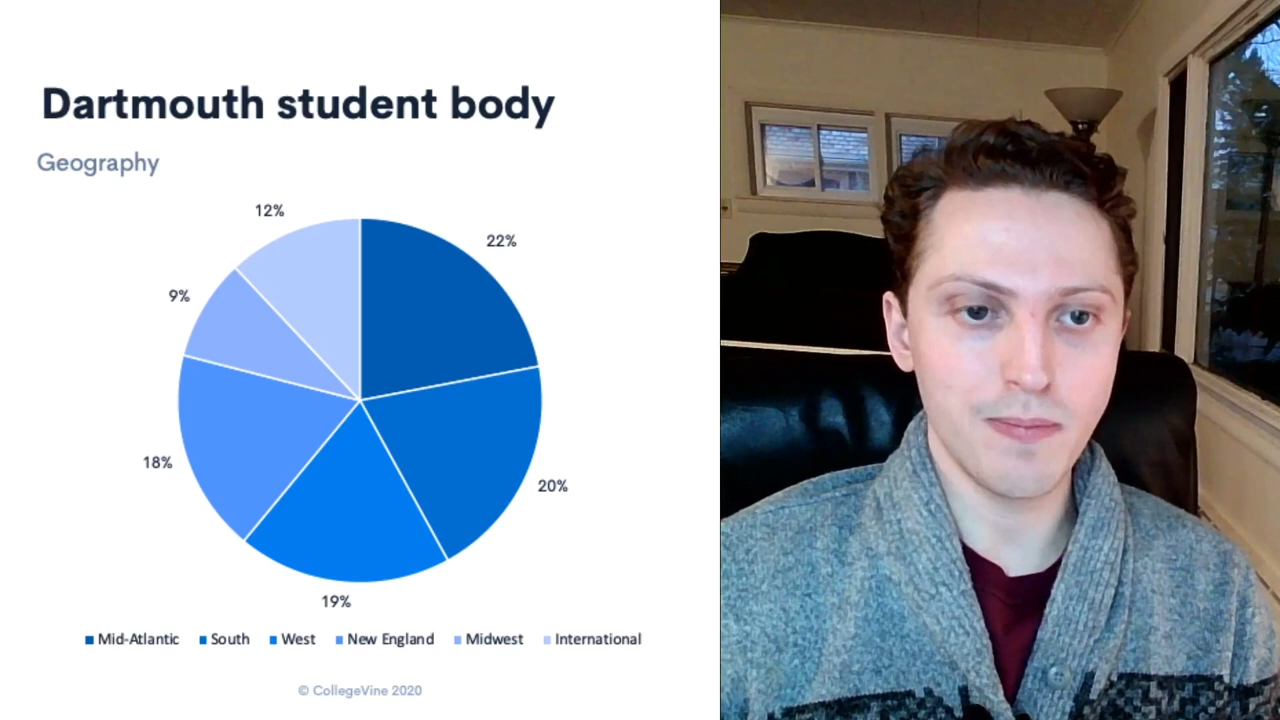 Dartmouth student body
Geography
12%
22%
9%
18%
20%
19%
Mid-Atlantic South West New England Midwest International
© CollegeVine 2020